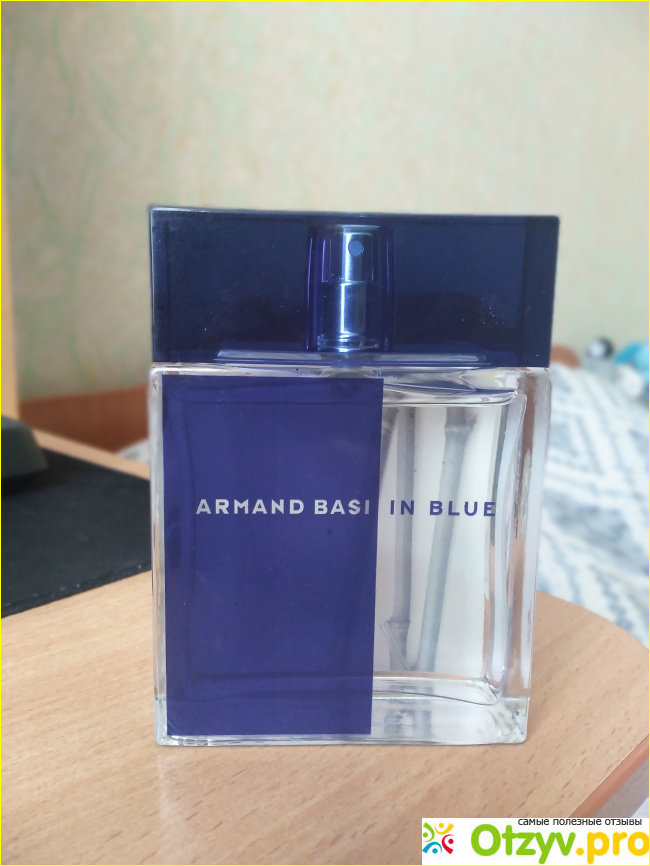 ARMAND BASI IN BLUE
самые полезные отзывы
Otzyv.pro